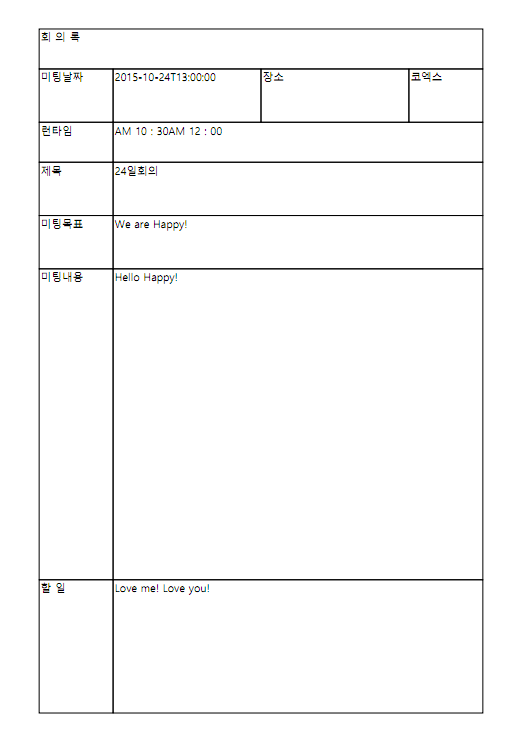 회 의 록
미팅날짜 2015-10-24T13:00:00 장소 코엑스
런타임 AM 10 : 30AM 12 : 00
제목 24일회의
미팅목표 We are Happy!
미팅내용 Hello Happy!
할 일 Love me! Love you!